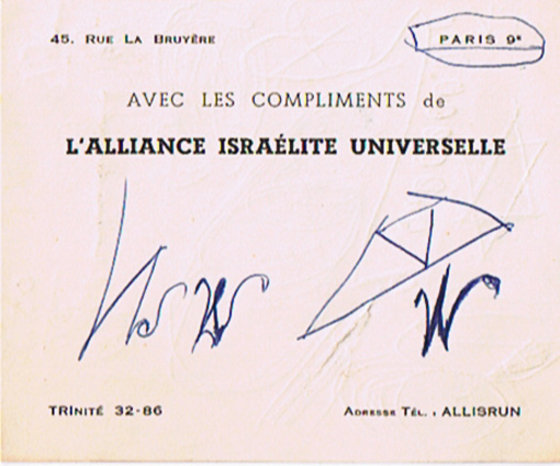 45. RUE LA BRUYÈRE PARIS 9e
AVEC LES COMPLIMENTS de
L'ALLIANCE ISRAÉLITE UNIVERSELLE
TRINITÉ 32-86 ADRESSE TÉL. : ALLISRUN